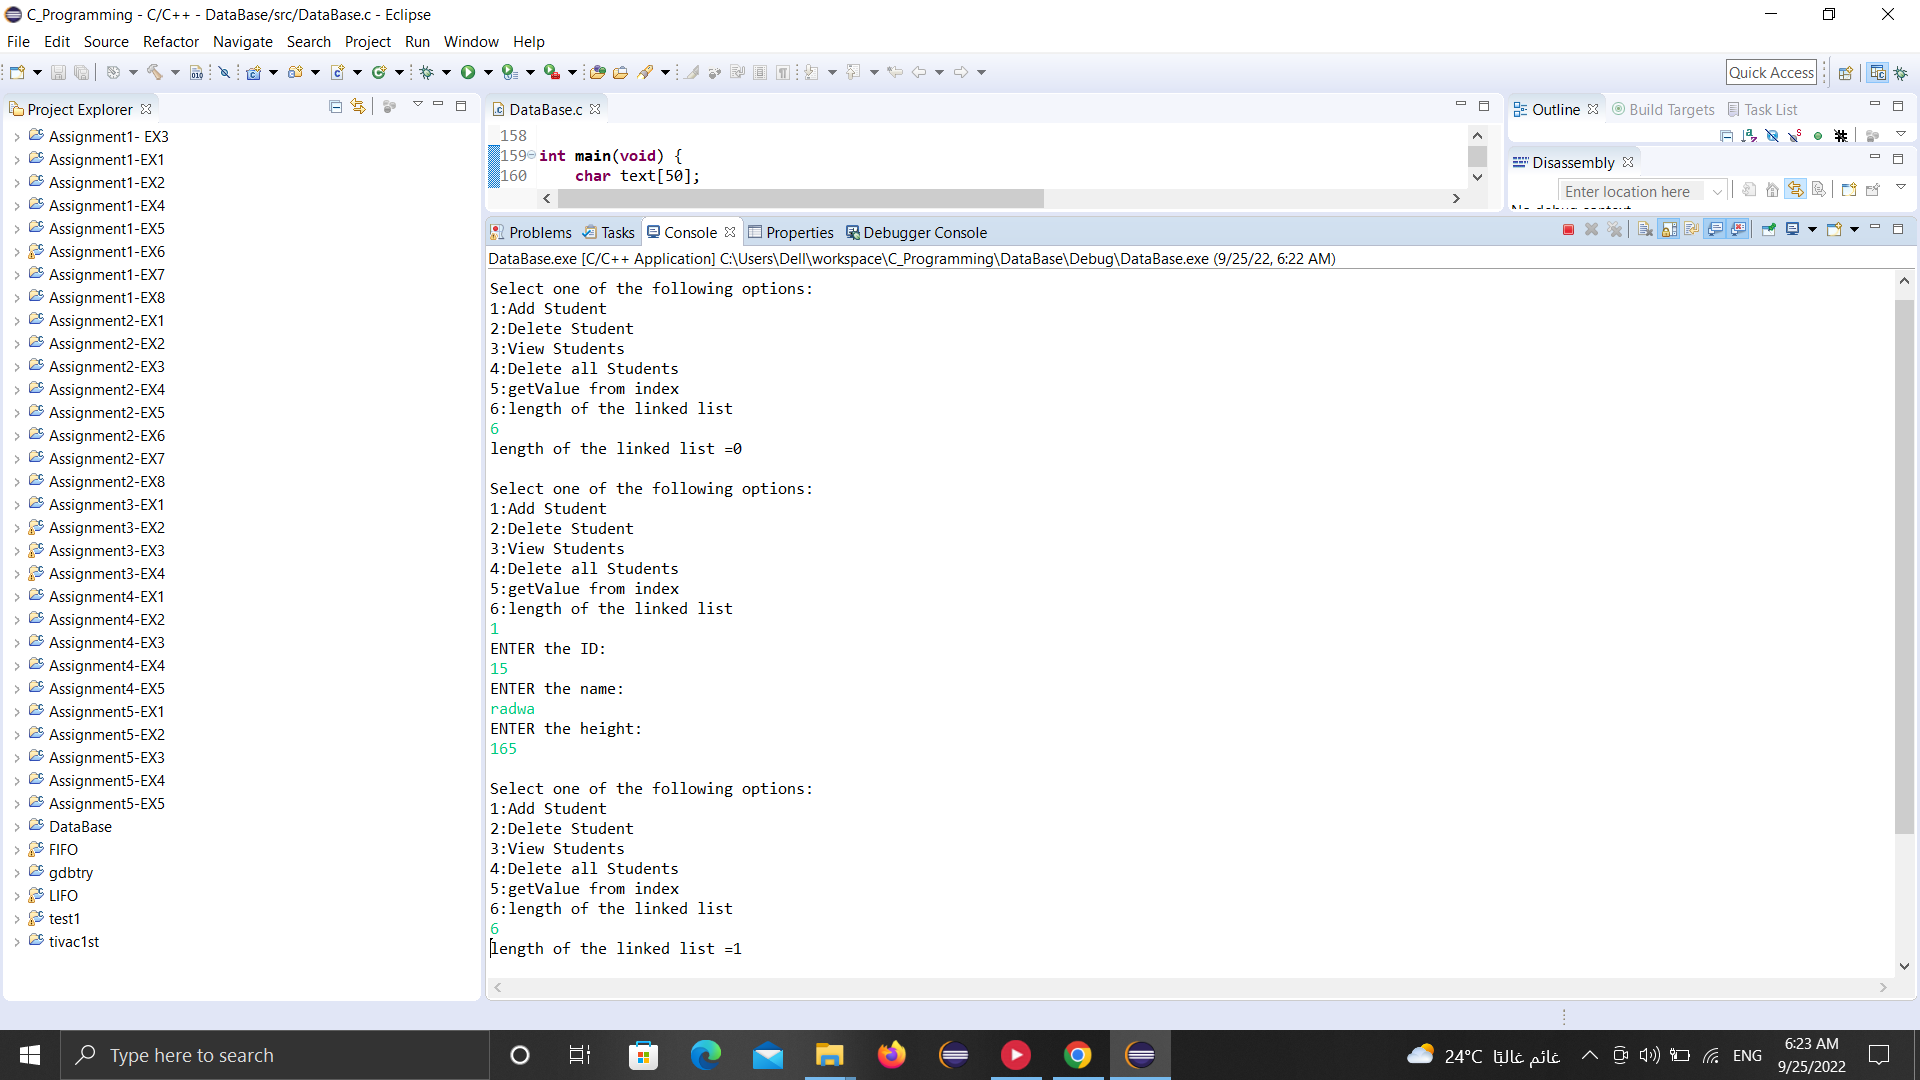 C_Programming - C/C++ - DataBase/src/DataBase.c - Eclipse
File Edit Source Refactor Navigate Search Project Run Window Help
Quick Access
Project Explorer
Assignment1- EX3
Assignment1-EX1
Assignment1-EX2
Assignment1-EX4
Assignment1-EX5
Assignment1-EX6
Assignment1-EX7
Assignment1-EX8
Assignment2-EX1
Assignment2-EX2
Assignment2-EX3
Assignment2-EX4
Assignment2-EX5
Assignment2-EX6
Assignment2-EX7
Assignment2-EX8
Assignment3-EX1
Assignment3-EX2
Assignment3-EX3
Assignment3-EX4
Assignment4-EX1
Assignment4-EX2
Assignment4-EX3
Assignment4-EX4
Assignment4-EX5
Assignment5-EX1
Assignment5-EX2
Assignment5-EX3
Assignment5-EX4
Assignment5-EX5
DataBase
FIFO
gdbtry
LIFO
test1
tivac1st
DataBase.c
158
159 int main(void) {
160 char text[50];
Outline Build Targets Task List
Disassembly
Enter location here
No debug context
Problems Tasks Console Properties Debugger Console
DataBase.exe [C/C++ Application] C:\Users\Dell\workspace\C_Programming\DataBase\Debug\DataBase.exe (9/25/22, 6:22 AM)
Select one of the following options:
1:Add Student
2:Delete Student
3:View Students
4:Delete all Students
5:getValue from index
6:length of the linked list
6
length of the linked list =0
Select one of the following options:
1:Add Student
2:Delete Student
3:View Students
4:Delete all Students
5:getValue from index
6:length of the linked list
1
ENTER the ID:
15
ENTER the name:
radwa
ENTER the height:
165
Select one of the following options:
1:Add Student
2:Delete Student
3:View Students
4:Delete all Students
5:getValue from index
6:length of the linked list
6
length of the linked list =1
Type here to search
24°C غائم غالبًا
ENG
6:23 AM
9/25/2022